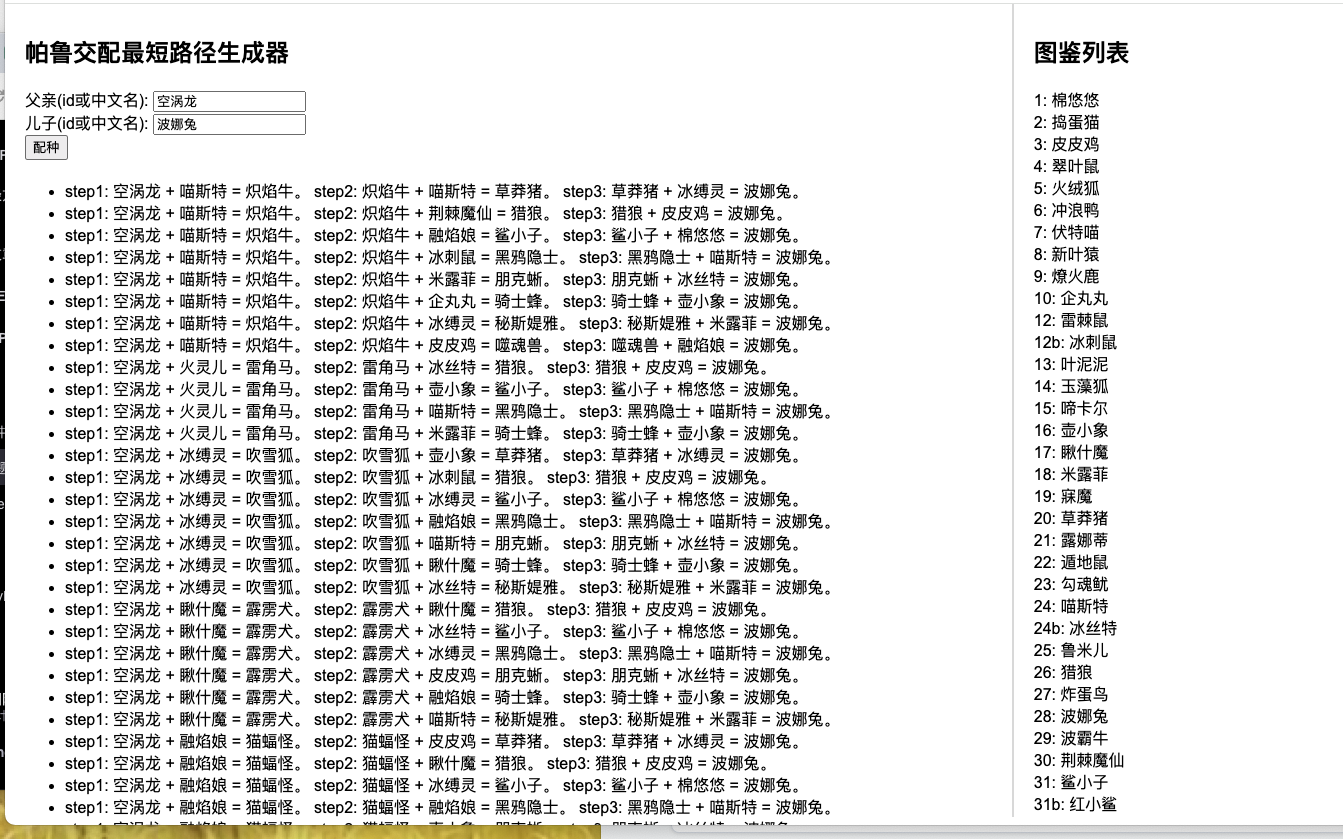 帕鲁交配最短路径生成器
父亲(id或中文名): 空涡龙
儿子(id或中文名): 波娜兔
配种
step1: 空涡龙 + 喵斯特 = 炽焰牛。 step2: 炽焰牛 + 喵斯特 = 草莽猪。 step3: 草莽猪 + 冰缚灵 = 波娜兔。
step1: 空涡龙 + 喵斯特 = 炽焰牛。 step2: 炽焰牛 + 荆棘魔仙 = 猎狼。 step3: 猎狼 + 皮皮鸡 = 波娜兔。
step1: 空涡龙 + 喵斯特 = 炽焰牛。 step2: 炽焰牛 + 融焰娘 = 鲨小子。 step3: 鲨小子 + 棉悠悠 = 波娜兔。
step1: 空涡龙 + 喵斯特 = 炽焰牛。 step2: 炽焰牛 + 冰刺鼠 = 黑鸦隐士。 step3: 黑鸦隐士 + 喵斯特 = 波娜兔。
step1: 空涡龙 + 喵斯特 = 炽焰牛。 step2: 炽焰牛 + 米露菲 = 朋克蜥。 step3: 朋克蜥 + 冰丝特 = 波娜兔。
step1: 空涡龙 + 喵斯特 = 炽焰牛。 step2: 炽焰牛 + 企丸丸 = 骑士蜂。 step3: 骑士蜂 + 壶小象 = 波娜兔。
step1: 空涡龙 + 喵斯特 = 炽焰牛。 step2: 炽焰牛 + 冰缚灵 = 秘斯媞雅。 step3: 秘斯媞雅 + 米露菲 = 波娜兔。
step1: 空涡龙 + 喵斯特 = 炽焰牛。 step2: 炽焰牛 + 皮皮鸡 = 噬魂兽。 step3: 噬魂兽 + 融焰娘 = 波娜兔。
step1: 空涡龙 + 火灵儿 = 雷角马。 step2: 雷角马 + 冰丝特 = 猎狼。 step3: 猎狼 + 皮皮鸡 = 波娜兔。
step1: 空涡龙 + 火灵儿 = 雷角马。 step2: 雷角马 + 壶小象 = 鲨小子。 step3: 鲨小子 + 棉悠悠 = 波娜兔。
step1: 空涡龙 + 火灵儿 = 雷角马。 step2: 雷角马 + 喵斯特 = 黑鸦隐士。 step3: 黑鸦隐士 + 喵斯特 = 波娜兔。
step1: 空涡龙 + 火灵儿 = 雷角马。 step2: 雷角马 + 米露菲 = 骑士蜂。 step3: 骑士蜂 + 壶小象 = 波娜兔。
step1: 空涡龙 + 冰缚灵 = 吹雪狐。 step2: 吹雪狐 + 壶小象 = 草莽猪。 step3: 草莽猪 + 冰缚灵 = 波娜兔。
step1: 空涡龙 + 冰缚灵 = 吹雪狐。 step2: 吹雪狐 + 冰刺鼠 = 猎狼。 step3: 猎狼 + 皮皮鸡 = 波娜兔。
step1: 空涡龙 + 冰缚灵 = 吹雪狐。 step2: 吹雪狐 + 冰缚灵 = 鲨小子。 step3: 鲨小子 + 棉悠悠 = 波娜兔。
step1: 空涡龙 + 冰缚灵 = 吹雪狐。 step2: 吹雪狐 + 融焰娘 = 黑鸦隐士。 step3: 黑鸦隐士 + 喵斯特 = 波娜兔。
step1: 空涡龙 + 冰缚灵 = 吹雪狐。 step2: 吹雪狐 + 喵斯特 = 朋克蜥。 step3: 朋克蜥 + 冰丝特 = 波娜兔。
step1: 空涡龙 + 冰缚灵 = 吹雪狐。 step2: 吹雪狐 + 瞅什魔 = 骑士蜂。 step3: 骑士蜂 + 壶小象 = 波娜兔。
step1: 空涡龙 + 冰缚灵 = 吹雪狐。 step2: 吹雪狐 + 冰丝特 = 秘斯媞雅。 step3: 秘斯媞雅 + 米露菲 = 波娜兔。
step1: 空涡龙 + 瞅什魔 = 霹雳犬。 step2: 霹雳犬 + 瞅什魔 = 猎狼。 step3: 猎狼 + 皮皮鸡 = 波娜兔。
step1: 空涡龙 + 瞅什魔 = 霹雳犬。 step2: 霹雳犬 + 冰丝特 = 鲨小子。 step3: 鲨小子 + 棉悠悠 = 波娜兔。
step1: 空涡龙 + 瞅什魔 = 霹雳犬。 step2: 霹雳犬 + 冰缚灵 = 黑鸦隐士。 step3: 黑鸦隐士 + 喵斯特 = 波娜兔。
step1: 空涡龙 + 瞅什魔 = 霹雳犬。 step2: 霹雳犬 + 皮皮鸡 = 朋克蜥。 step3: 朋克蜥 + 冰丝特 = 波娜兔。
step1: 空涡龙 + 瞅什魔 = 霹雳犬。 step2: 霹雳犬 + 融焰娘 = 骑士蜂。 step3: 骑士蜂 + 壶小象 = 波娜兔。
step1: 空涡龙 + 瞅什魔 = 霹雳犬。 step2: 霹雳犬 + 喵斯特 = 秘斯媞雅。 step3: 秘斯媞雅 + 米露菲 = 波娜兔。
step1: 空涡龙 + 融焰娘 = 猫蝠怪。 step2: 猫蝠怪 + 皮皮鸡 = 草莽猪。 step3: 草莽猪 + 冰缚灵 = 波娜兔。
step1: 空涡龙 + 融焰娘 = 猫蝠怪。 step2: 猫蝠怪 + 瞅什魔 = 猎狼。 step3: 猎狼 + 皮皮鸡 = 波娜兔。
step1: 空涡龙 + 融焰娘 = 猫蝠怪。 step2: 猫蝠怪 + 冰缚灵 = 鲨小子。 step3: 鲨小子 + 棉悠悠 = 波娜兔。
step1: 空涡龙 + 融焰娘 = 猫蝠怪。 step2: 猫蝠怪 + 融焰娘 = 黑鸦隐士。 step3: 黑鸦隐士 + 喵斯特 = 波娜兔。
图鉴列表
1: 棉悠悠
2: 捣蛋猫
3: 皮皮鸡
4: 翠叶鼠
5: 火绒狐
6: 冲浪鸭
7: 伏特喵
8: 新叶猿
9: 燎火鹿
10: 企丸丸
12: 雷棘鼠
12b: 冰刺鼠
13: 叶泥泥
14: 玉藻狐
15: 啼卡尔
16: 壶小象
17: 瞅什魔
18: 米露菲
19: 寐魔
20: 草莽猪
21: 露娜蒂
22: 遁地鼠
23: 勾魂鱿
24: 喵斯特
24b: 冰丝特
25: 鲁米儿
26: 猎狼
27: 炸蛋鸟
28: 波娜兔
29: 波霸牛
30: 荆棘魔仙
31: 鲨小子
31b: 红小鲨